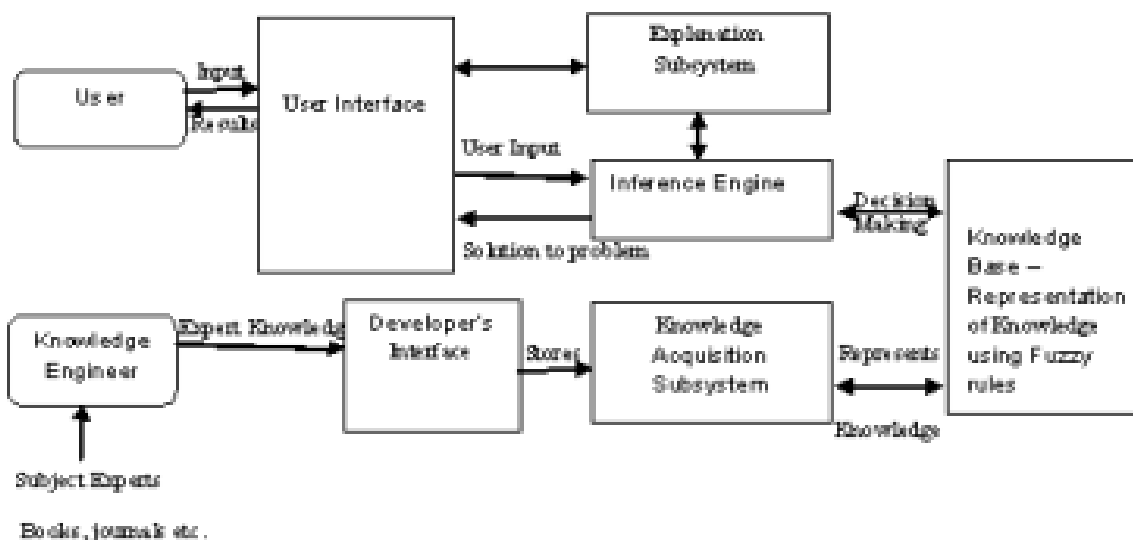 Explanation
Subsystem
Input
User
User Interface
Results
User Input
Inference Engine
Decision
Making
Solution to problem
Knowledge
Base –
Representation
of Knowledge
using Fuzzy
rules
Expert Knowledge
Developer's
Interface
Knowledge
Engineer
Stores
Knowledge
Acquisition
Subsystem
Represents
Knowledge
Subject Experts
Books, journals etc.